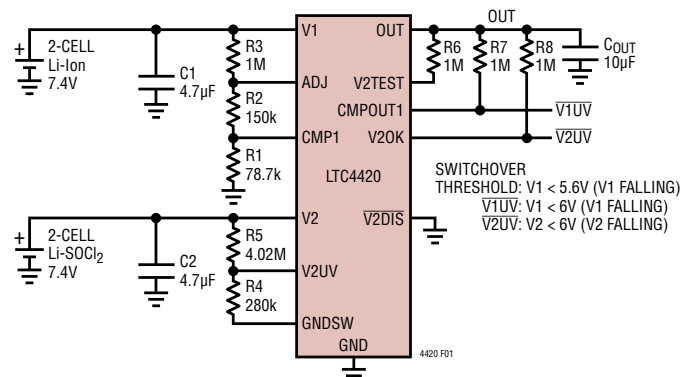 OUT
V1
OUT
+
2-CELL
Li-Ion
7.4V
C1
4.7µF
R3
1M
R6
1M
R7
1M
R8
1M
COUT
10µF
ADJ
V2TEST
R2
150k
CMPOUT1
V1UV
CMP1
V2OK
V2UV
R1
78.7k
LTC4420
SWITCHOVER
THRESHOLD: V1 < 5.6V (V1 FALLING)
V1UV: V1 < 6V (V1 FALLING)
V2UV: V2 < 6V (V2 FALLING)
V2
V2DIS
+
2-CELL
Li-SOCl2
7.4V
C2
4.7µF
R5
4.02M
V2UV
R4
280k
GNDSW
GND
4420 F01